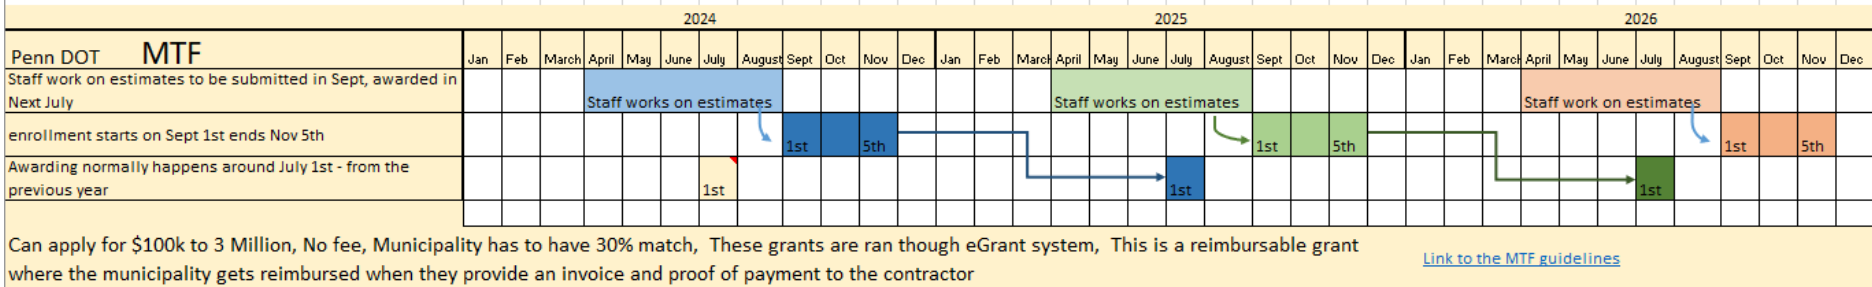 2024 2025 2026
Penn DOT MTF Jan Feb March April May June July August Sept Oct Nov Dec Jan Feb March April May June July August Sept Oct Nov Dec Jan Feb March April May June July August Sept Oct Nov Dec
Staff work on estimates to be submitted in Sept, awarded in
Next July
Staff works on estimates Staff works on estimates Staff work on estimates
enrollment starts on Sept 1st ends Nov 5th 1st 5th 1st 5th 1st 5th
Awarding normally happens around July 1st - from the
previous year 1st 1st 1st
Can apply for $100k to 3 Million, No fee, Municipality has to have 30% match, These grants are ran though eGrant system, This is a reimbursable grant
where the municipality gets reimbursed when they provide an invoice and proof of payment to the contractor
Link to the MTF guidelines